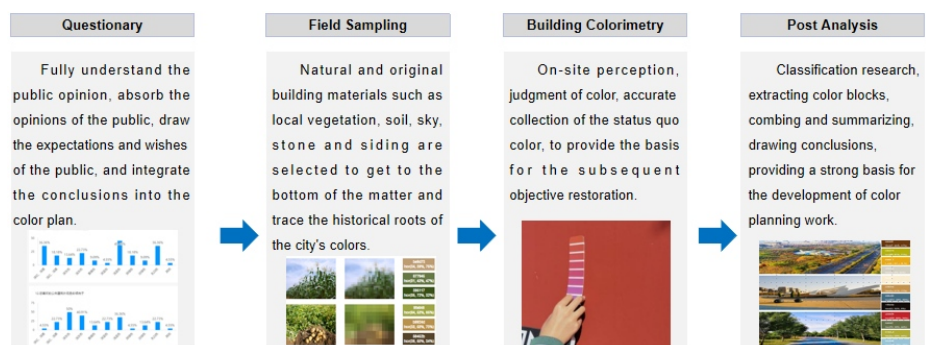 Questionary
Fully understand the
public opinion, absorb the
opinions of the public, draw
the expectations and wishes
of the public, and integrate
the conclusions into the
color plan.
Field Sampling
Natural and original
building materials such as
local vegetation, soil, sky,
stone and siding are
selected to get to the
bottom of the matter and
trace the historical roots of
the city's colors.
Building Colorimetry
On-site perception,
judgment of color, accurate
collection of the status quo
color, to provide the basis
for the subsequent
objective restoration.
Post Analysis
Classification research,
extracting color blocks,
combing and summarizing,
drawing conclusions,
providing a strong basis for
the development of color
planning work.